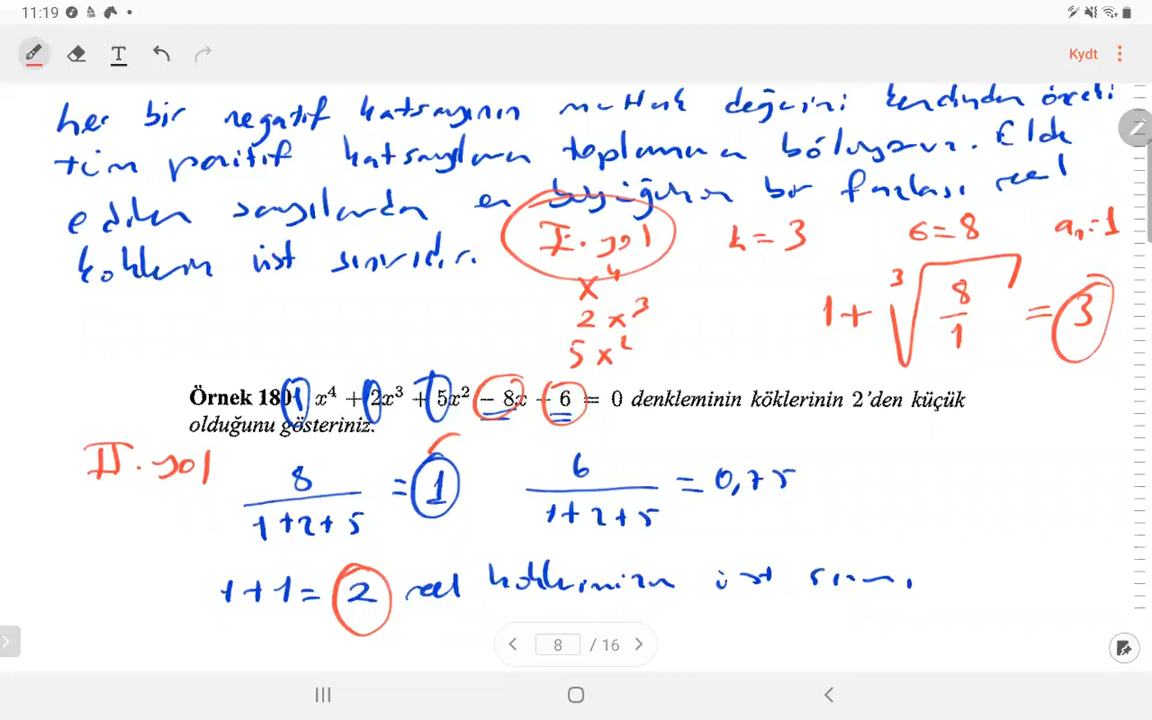 11:19
Kydt
her bir negatif katsayının mutlak değerini kendinden önceki
tüm pozitif katsayıların toplamına bölüyoruz. Elde
edilen sayılardan en büyüğünün bir fazlası reel
köklerin üst sınırıdır.
I. yol
k = 3
G = 8
a₀ = 1
x⁴
2x³
5x²
1 + ∛(8/1) = 3
Örnek 180 1 x⁴ + 2x³ + 5x² − 8x − 6 = 0 denkleminin köklerinin 2'den küçük
olduğunu gösteriniz.
II. yol
8/(1+2+5) = 1
6/(1+2+5) = 0,75
1+1 = 2 reel köklerimizin üst sınırı
8 / 16